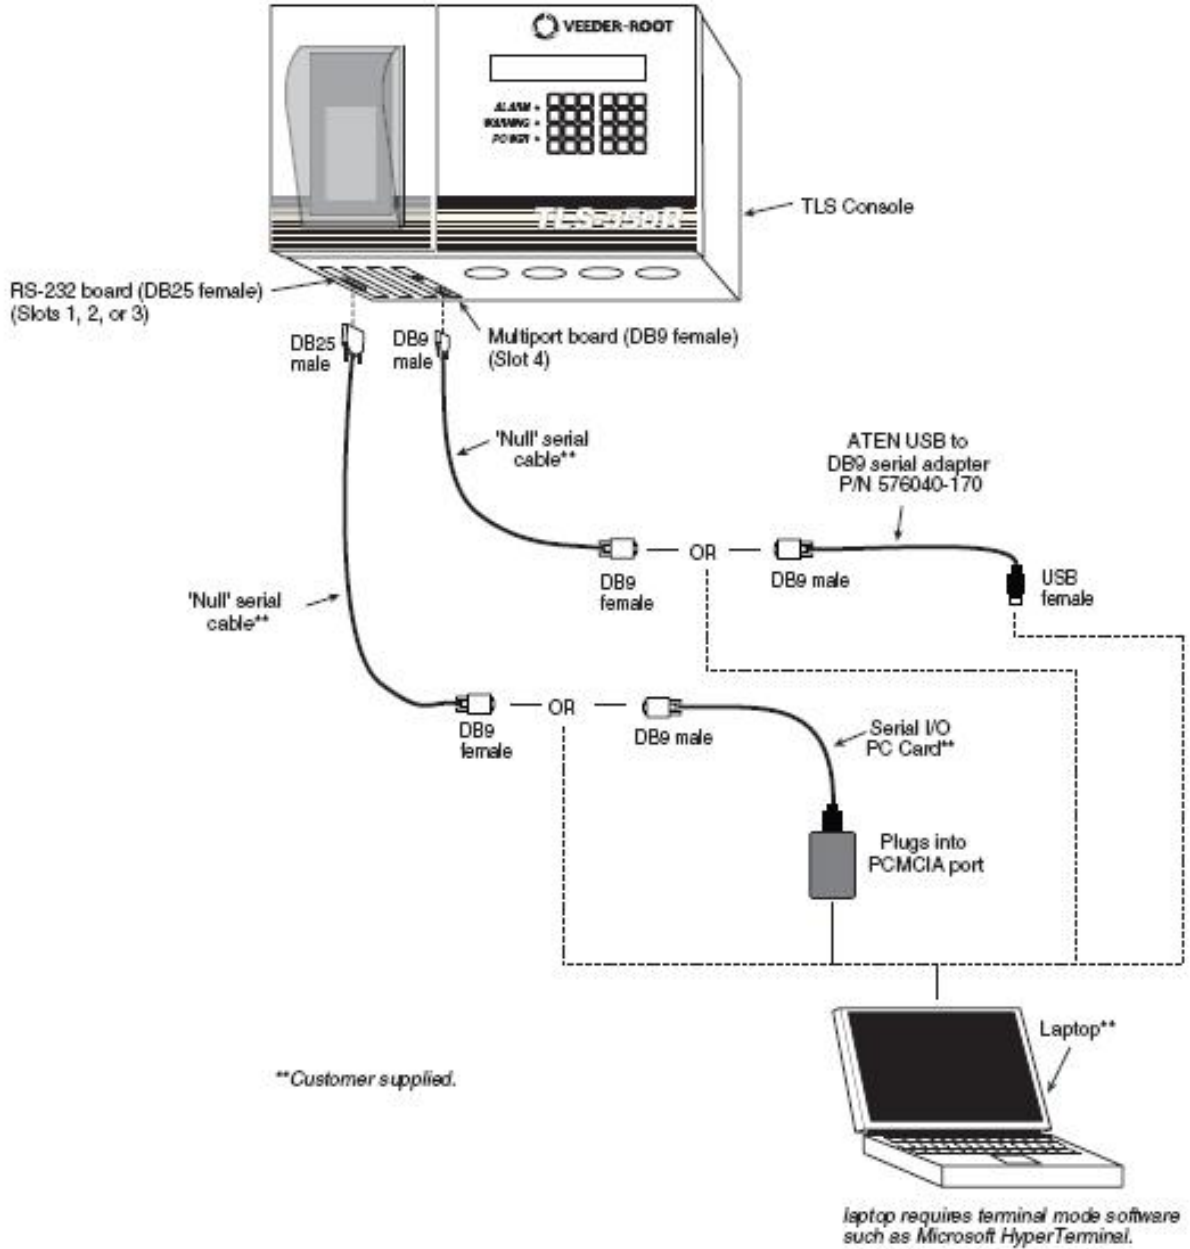 VEEDER-ROOT
ALARM
WARNING
POWER
TLS-350R
TLS Console
RS-232 board (DB25 female)
(Slots 1, 2, or 3)
DB25
male
DB9
male
Multiport board (DB9 female)
(Slot 4)
'Null' serial
cable**
ATEN USB to
DB9 serial adapter
P/N 576040-170
OR
DB9
female
DB9 male
USB
female
'Null' serial
cable**
OR
DB9
female
DB9 male
Serial I/O
PC Card**
Plugs into
PCMCIA port
Laptop**
**Customer supplied.
laptop requires terminal mode software
such as Microsoft HyperTerminal.